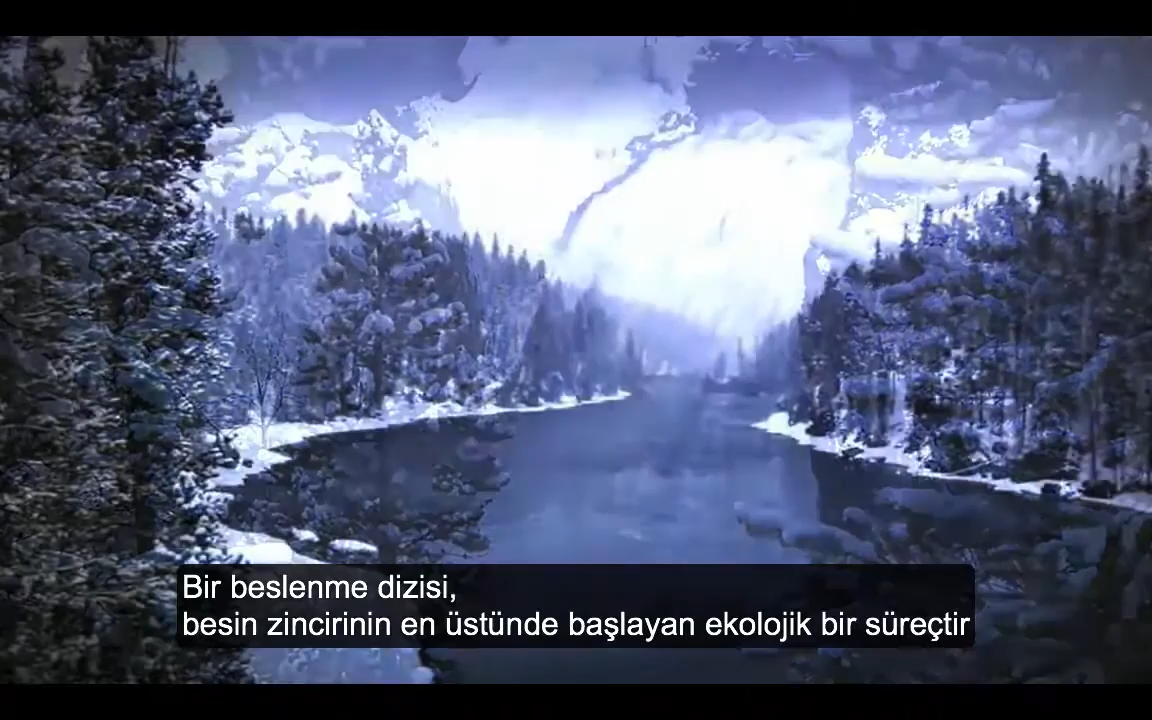 Bir beslenme dizisi,
besin zincirinin en üstünde başlayan ekolojik bir süreçtir